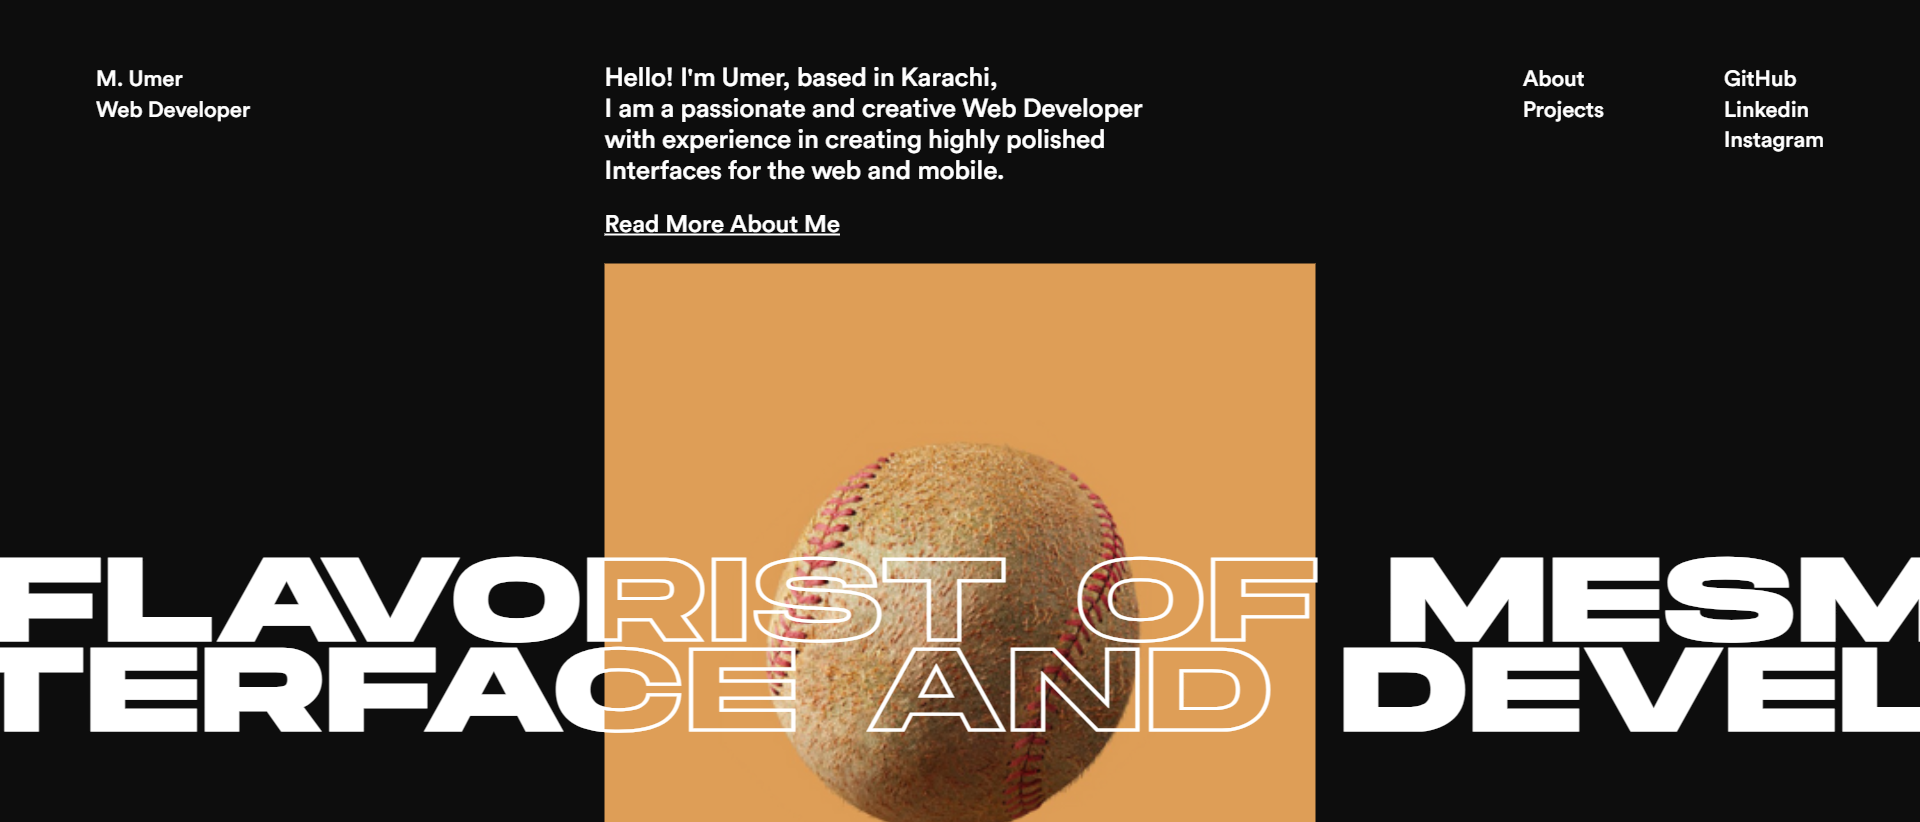 M. Umer
Web Developer
Hello! I'm Umer, based in Karachi,
I am a passionate and creative Web Developer
with experience in creating highly polished
Interfaces for the web and mobile.
Read More About Me
About
Projects
GitHub
Linkedin
Instagram
FLAVORIST OF MESM
TERFACE AND DEVEL